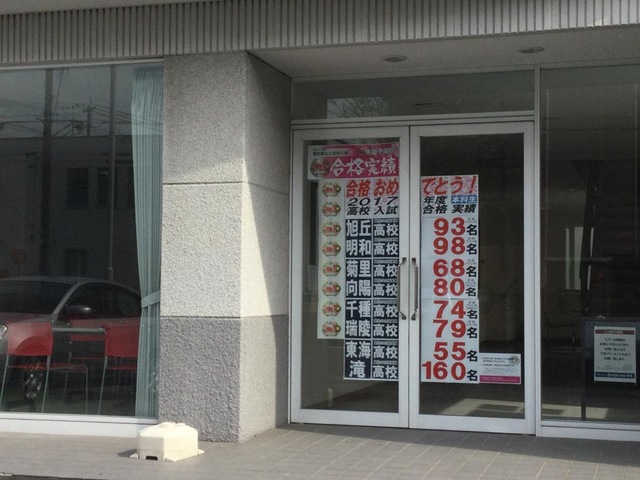 合格実績
合格おめでとう!
2017年度 本科生
高校入試合格実績
旭丘高校 93名
明和高校 98名
菊里高校 68名
向陽高校 80名
千種高校 74名
瑞陵高校 79名
東海高校 55名
滝高校 160名